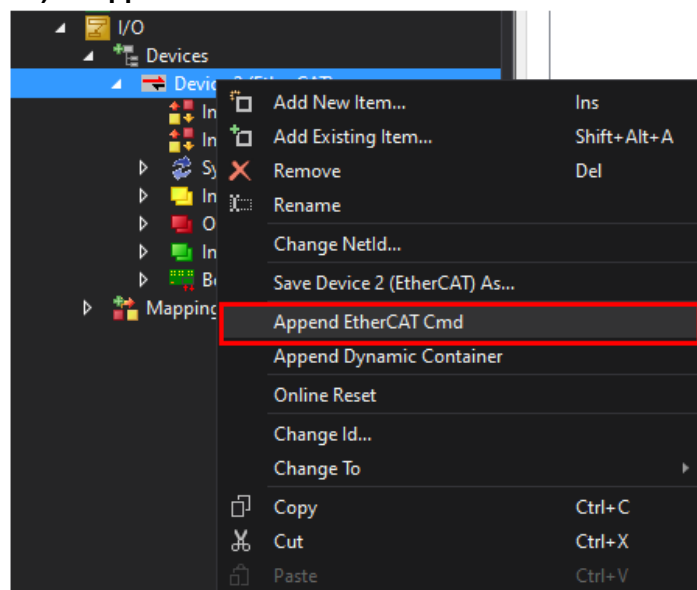 I/O
Devices
Add New Item... Ins
Add Existing Item... Shift+Alt+A
Remove Del
Rename
Change NetId...
Save Device 2 (EtherCAT) As...
Append EtherCAT Cmd
Append Dynamic Container
Online Reset
Change Id...
Change To
Copy Ctrl+C
Cut Ctrl+X
Paste Ctrl+V
Mapping